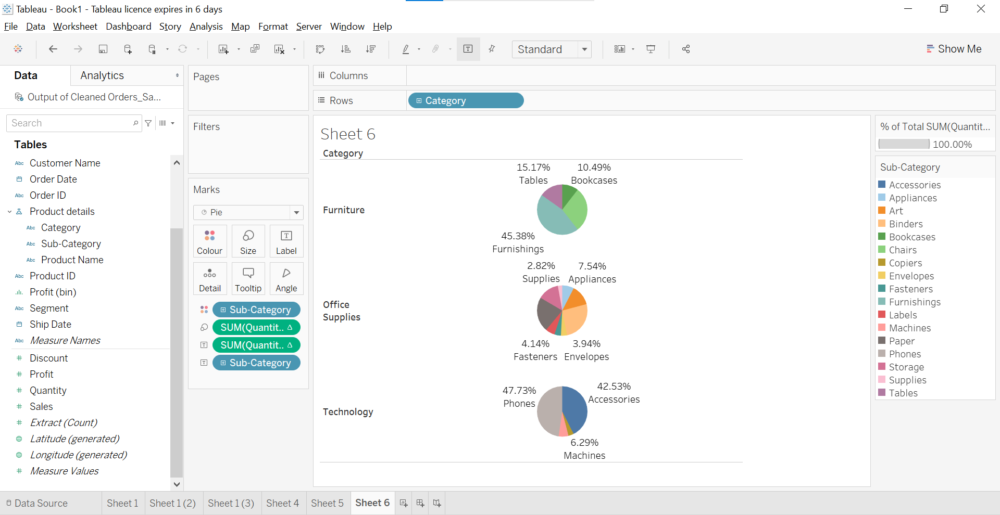 Tableau - Book1 - Tableau licence expires in 6 days
File Data Worksheet Dashboard Story Analysis Map Format Server Window Help
Standard
Show Me
Data Analytics
Output of Cleaned Orders_Sa...
Search
Tables
Abc Customer Name
Order Date
Abc Order ID
Product details
Abc Category
Abc Sub-Category
Abc Product Name
Abc Product ID
Profit (bin)
Abc Segment
Ship Date
Abc Measure Names
# Discount
# Profit
# Quantity
# Sales
# Extract (Count)
Latitude (generated)
Longitude (generated)
# Measure Values
Pages
Filters
Marks
Pie
Colour Size Label
Detail Tooltip Angle
Sub-Category
SUM(Quantit.. Δ
SUM(Quantit.. Δ
Sub-Category
Columns
Rows Category
Sheet 6
Category
Furniture
15.17%
Tables
10.49%
Bookcases
45.38%
Furnishings
Office
Supplies
2.82%
Supplies
7.54%
Appliances
4.14%
Fasteners
3.94%
Envelopes
Technology
47.73%
Phones
42.53%
Accessories
6.29%
Machines
% of Total SUM(Quantit...
100.00%
Sub-Category
Accessories
Appliances
Art
Binders
Bookcases
Chairs
Copiers
Envelopes
Fasteners
Furnishings
Labels
Machines
Paper
Phones
Storage
Supplies
Tables
Data Source Sheet 1 Sheet 1 (2) Sheet 1 (3) Sheet 4 Sheet 5 Sheet 6